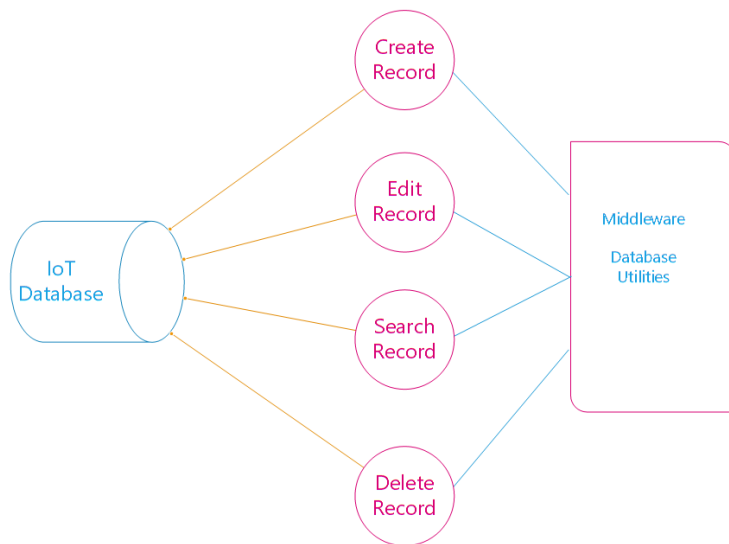 Create
Record
Edit
Record
IoT
Database
Search
Record
Delete
Record
Middleware
Database
Utilities